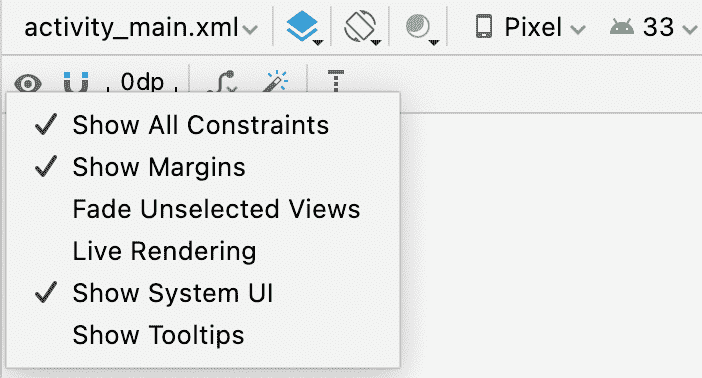 activity_main.xml Pixel 33
0dp
Show All Constraints
Show Margins
Fade Unselected Views
Live Rendering
Show System UI
Show Tooltips